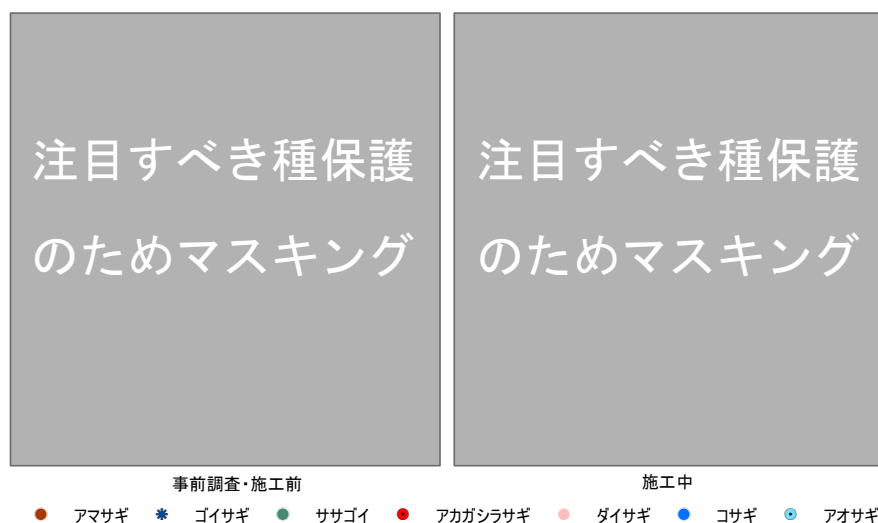 注目すべき種保護
のためマスキング
注目すべき種保護
のためマスキング
事前調査・施工前
施工中
アマサギ ゴイサギ ササゴイ アカガシラサギ ダイサギ コサギ アオサギ